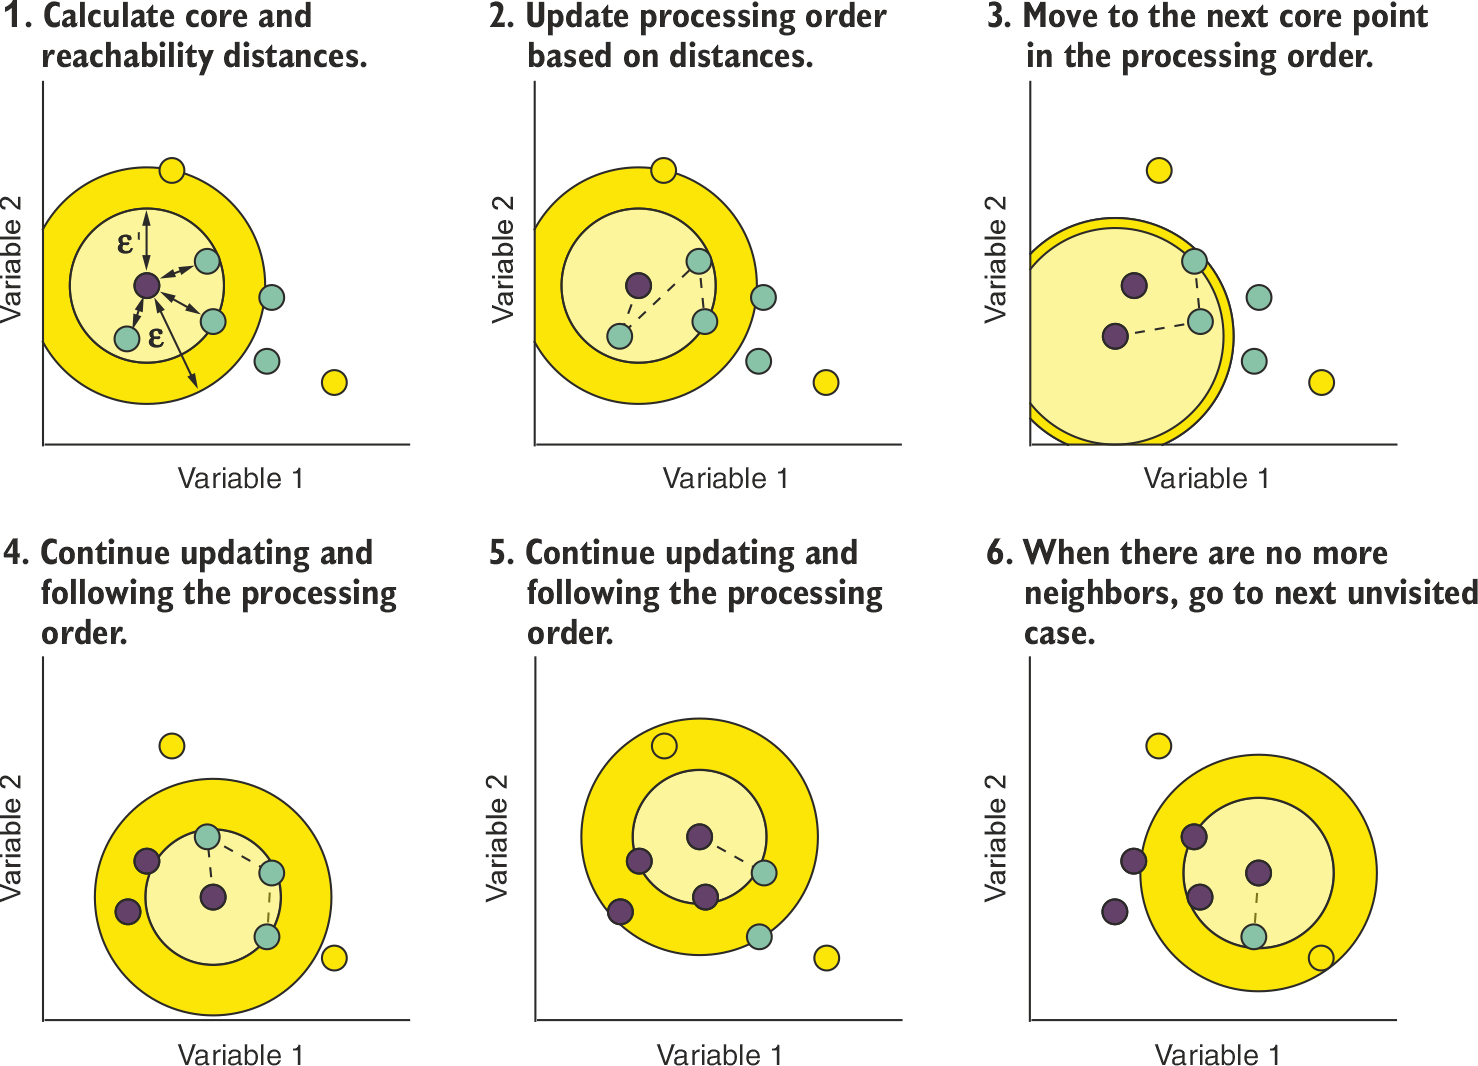 1. Calculate core and
reachability distances.
ε'
ε
Variable 2
Variable 1
2. Update processing order
based on distances.
Variable 2
Variable 1
3. Move to the next core point
in the processing order.
Variable 2
Variable 1
4. Continue updating and
following the processing
order.
Variable 2
Variable 1
5. Continue updating and
following the processing
order.
Variable 2
Variable 1
6. When there are no more
neighbors, go to next unvisited
case.
Variable 2
Variable 1